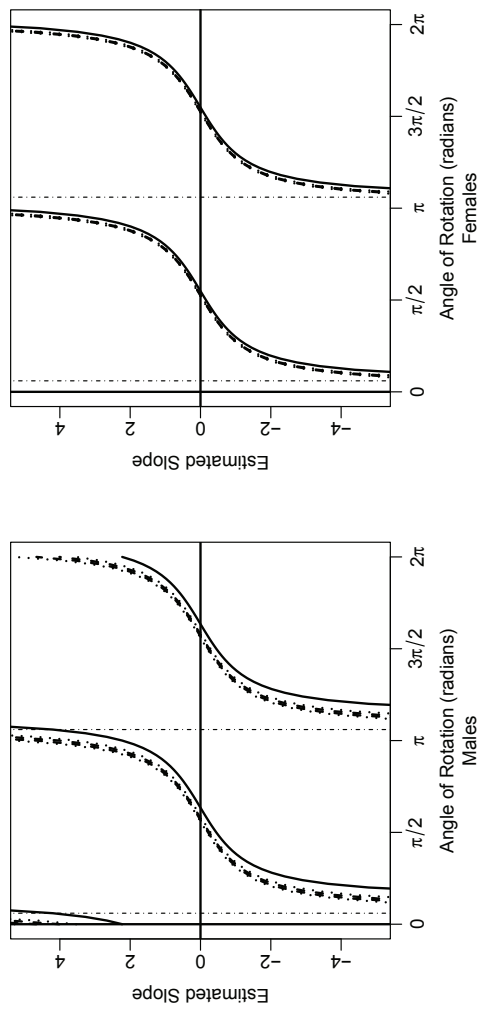 Estimated Slope
4
2
0
−2
−4
0
π/2
π
3π/2
2π
Angle of Rotation (radians)
Males
Estimated Slope
4
2
0
−2
−4
0
π/2
π
3π/2
2π
Angle of Rotation (radians)
Females